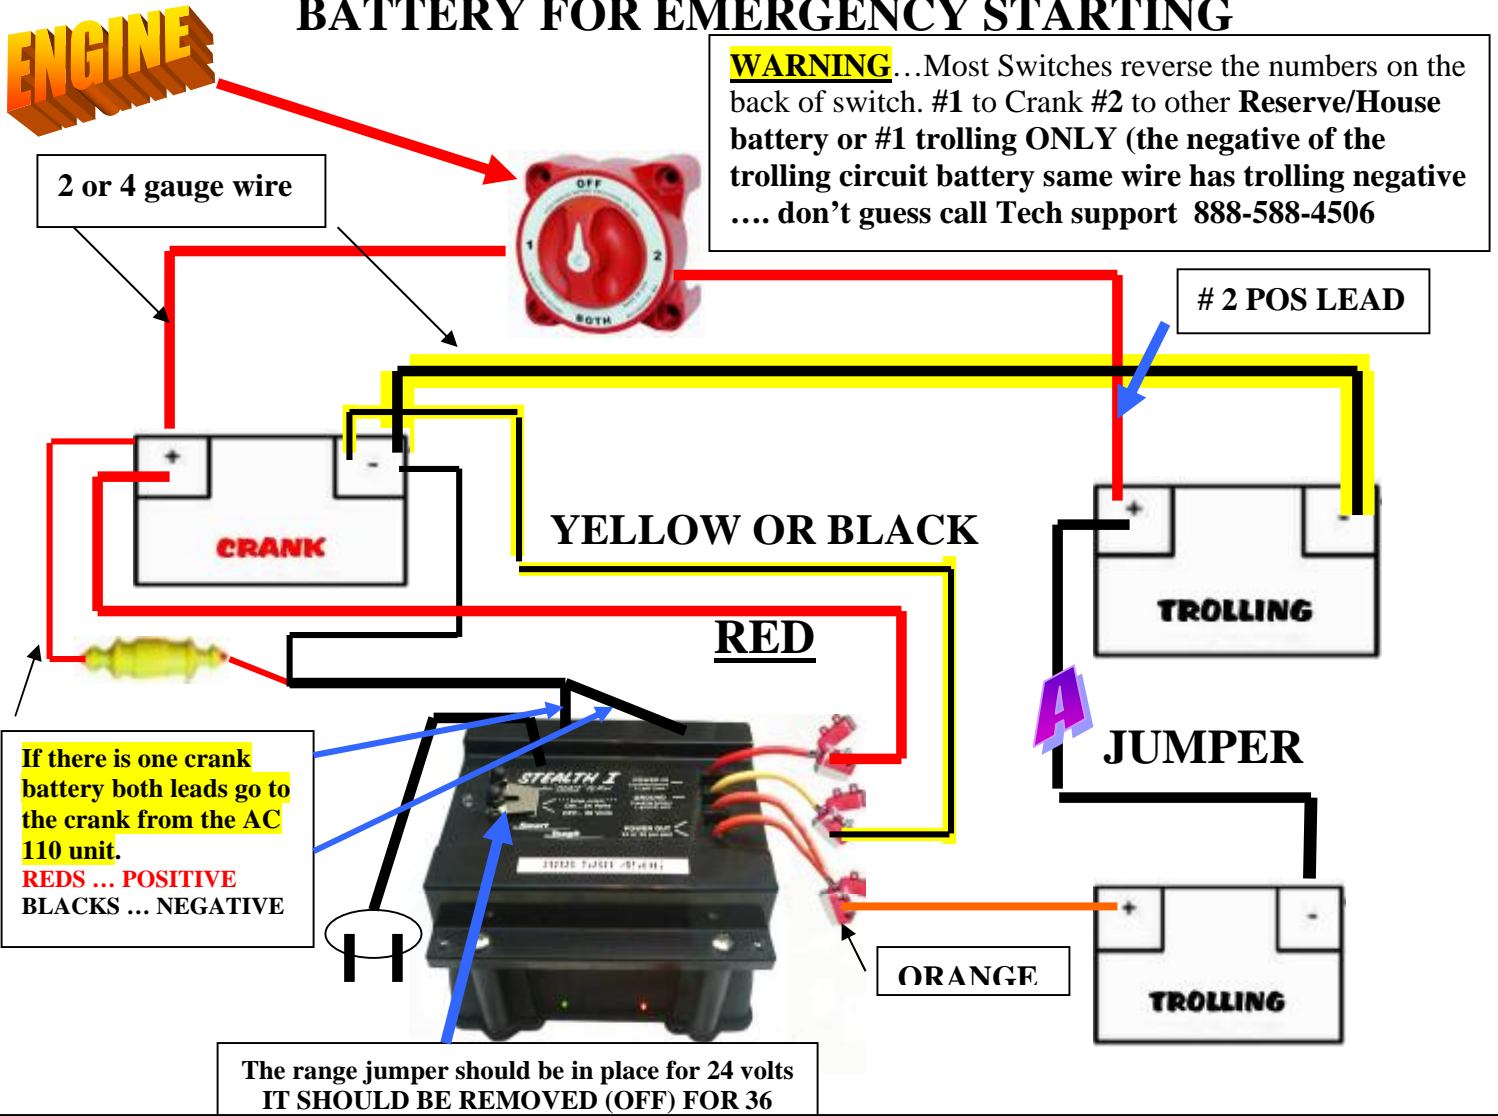 BATTERY FOR EMERGENCY STARTING
ENGINE
WARNING…Most Switches reverse the numbers on the
back of switch. #1 to Crank #2 to other Reserve/House
battery or #1 trolling ONLY (the negative of the
trolling circuit battery same wire has trolling negative
…. don’t guess call Tech support 888-588-4506
2 or 4 gauge wire
OFF
1
2
BOTH
# 2 POS LEAD
+
-
CRANK
+
-
TROLLING
YELLOW OR BLACK
RED
A
JUMPER
If there is one crank
battery both leads go to
the crank from the AC
110 unit.
REDS … POSITIVE
BLACKS … NEGATIVE
STEALTH I
POWER IN
GROUND
POWER OUT
+
-
TROLLING
ORANGE
The range jumper should be in place for 24 volts
IT SHOULD BE REMOVED (OFF) FOR 36